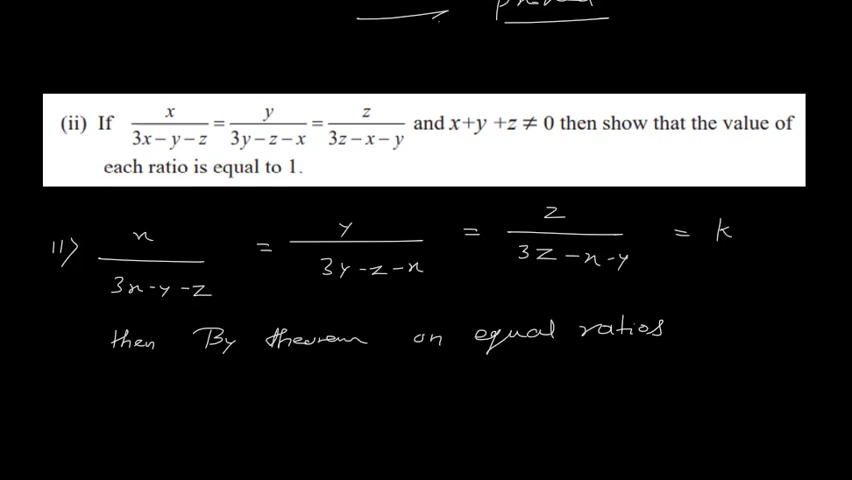 (ii) If x/(3x − y − z) = y/(3y − z − x) = z/(3z − x − y) and x+y +z ≠ 0 then show that the value of
each ratio is equal to 1.
11) x/(3x-y-z) = y/(3y-z-x) = z/(3z-x-y) = k
then By theorem on equal ratios